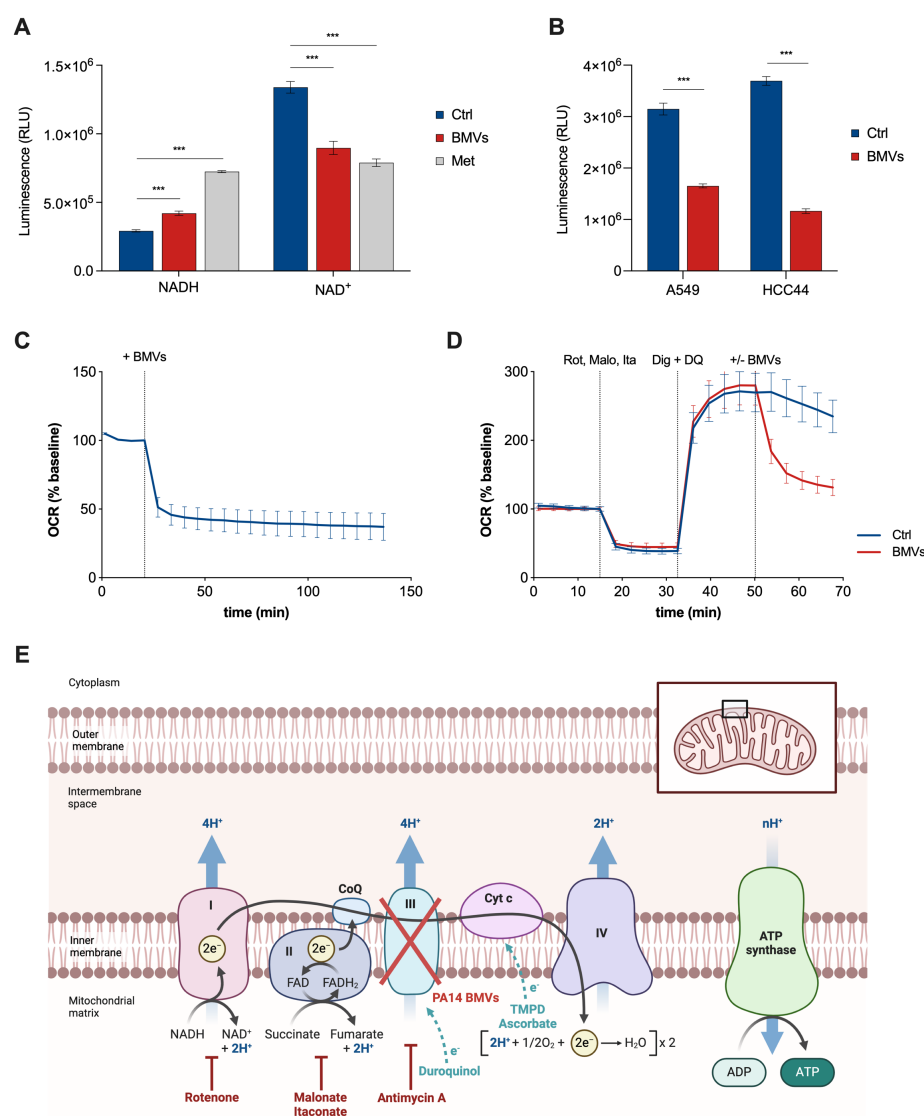 A
1.5×10⁶
1.0×10⁶
5.0×10⁵
0.0
Luminescence (RLU)
***
***
***
***
NADH
NAD⁺
Ctrl
BMVs
Met
B
4×10⁶
3×10⁶
2×10⁶
1×10⁶
0
Luminescence (RLU)
***
***
A549
HCC44
Ctrl
BMVs
C
+ BMVs
150
100
50
0
OCR (% baseline)
0
50
100
150
time (min)
D
Rot, Malo, Ita
Dig + DQ
+/- BMVs
300
200
100
0
OCR (% baseline)
0
10
20
30
40
50
60
70
time (min)
Ctrl
BMVs
E
Cytoplasm
Outer
membrane
Intermembrane
space
4H⁺
4H⁺
2H⁺
nH⁺
I
CoQ
III
Cyt c
IV
ATP
synthase
Inner
membrane
2e⁻
II
2e⁻
FAD
FADH₂
Mitochondrial
matrix
PA14 BMVs
e⁻
TMPD
Ascorbate
NADH
NAD⁺
+ 2H⁺
Succinate
Fumarate
+ 2H⁺
e⁻
Duroquinol
[2H⁺ + 1/2O₂ + 2e⁻ → H₂O] x 2
ADP
ATP
Rotenone
Malonate
Itaconate
Antimycin A